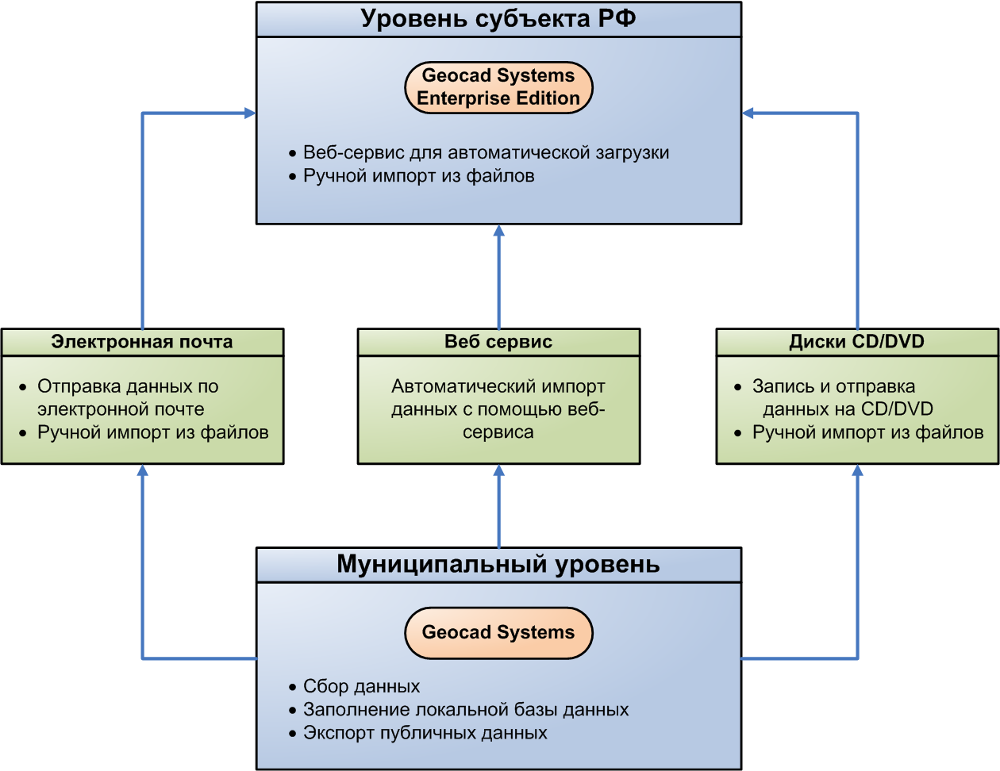 Уровень субъекта РФ
Geocad Systems
Enterprise Edition
• Веб-сервис для автоматической загрузки
• Ручной импорт из файлов
Электронная почта
• Отправка данных по
электронной почте
• Ручной импорт из файлов
Веб сервис
Автоматический импорт
данных с помощью веб-
сервиса
Диски CD/DVD
• Запись и отправка
данных на CD/DVD
• Ручной импорт из файлов
Муниципальный уровень
Geocad Systems
• Сбор данных
• Заполнение локальной базы данных
• Экспорт публичных данных